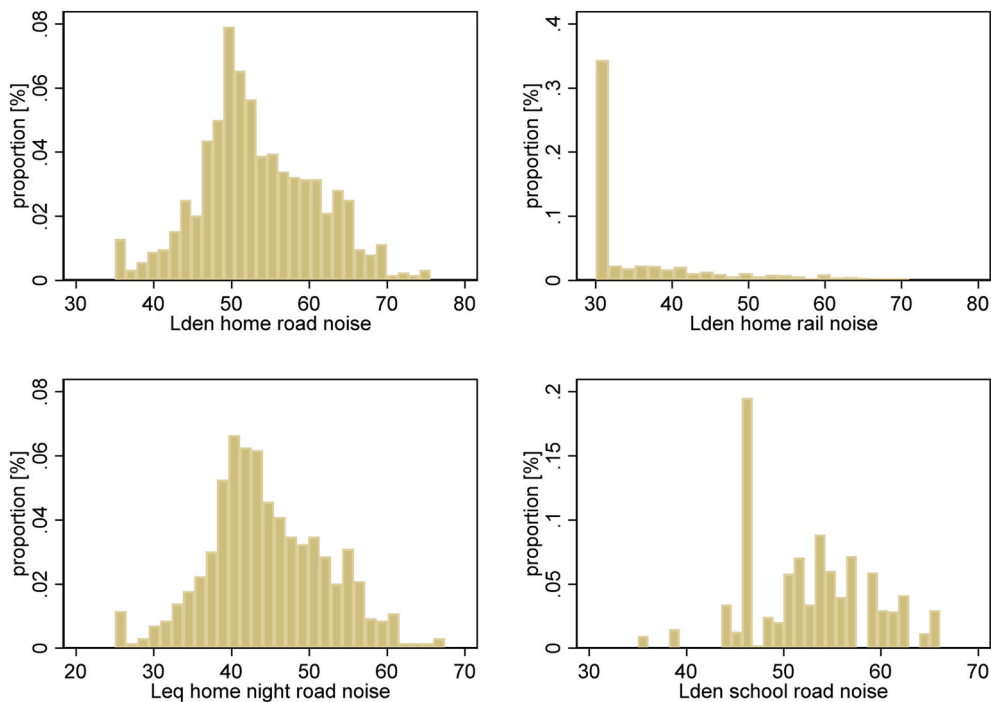 proportion [%]
0 .02 .04 .06 .08
30 40 50 60 70 80
Lden home road noise
proportion [%]
0 .1 .2 .3 .4
30 40 50 60 70 80
Lden home rail noise
proportion [%]
0 .02 .04 .06 .08
20 30 40 50 60 70
Leq home night road noise
proportion [%]
0 .05 .1 .15 .2
30 40 50 60 70
Lden school road noise